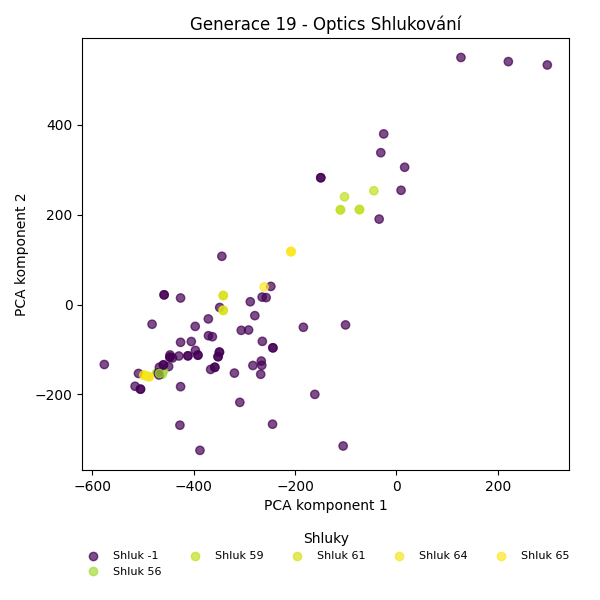 Generace 19 - Optics Shlukování
400
200
0
−200
PCA komponent 2
−600 −400 −200 0 200
PCA komponent 1
Shluky
Shluk -1 Shluk 59 Shluk 61 Shluk 64 Shluk 65
Shluk 56